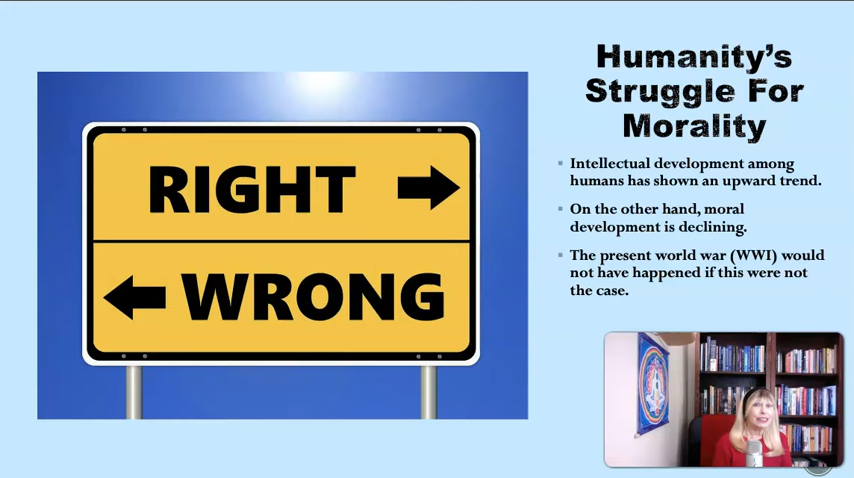 Humanity's
Struggle For
Morality
RIGHT
WRONG
Intellectual development among
humans has shown an upward trend.
On the other hand, moral
development is declining.
The present world war (WWI) would
not have happened if this were not
the case.